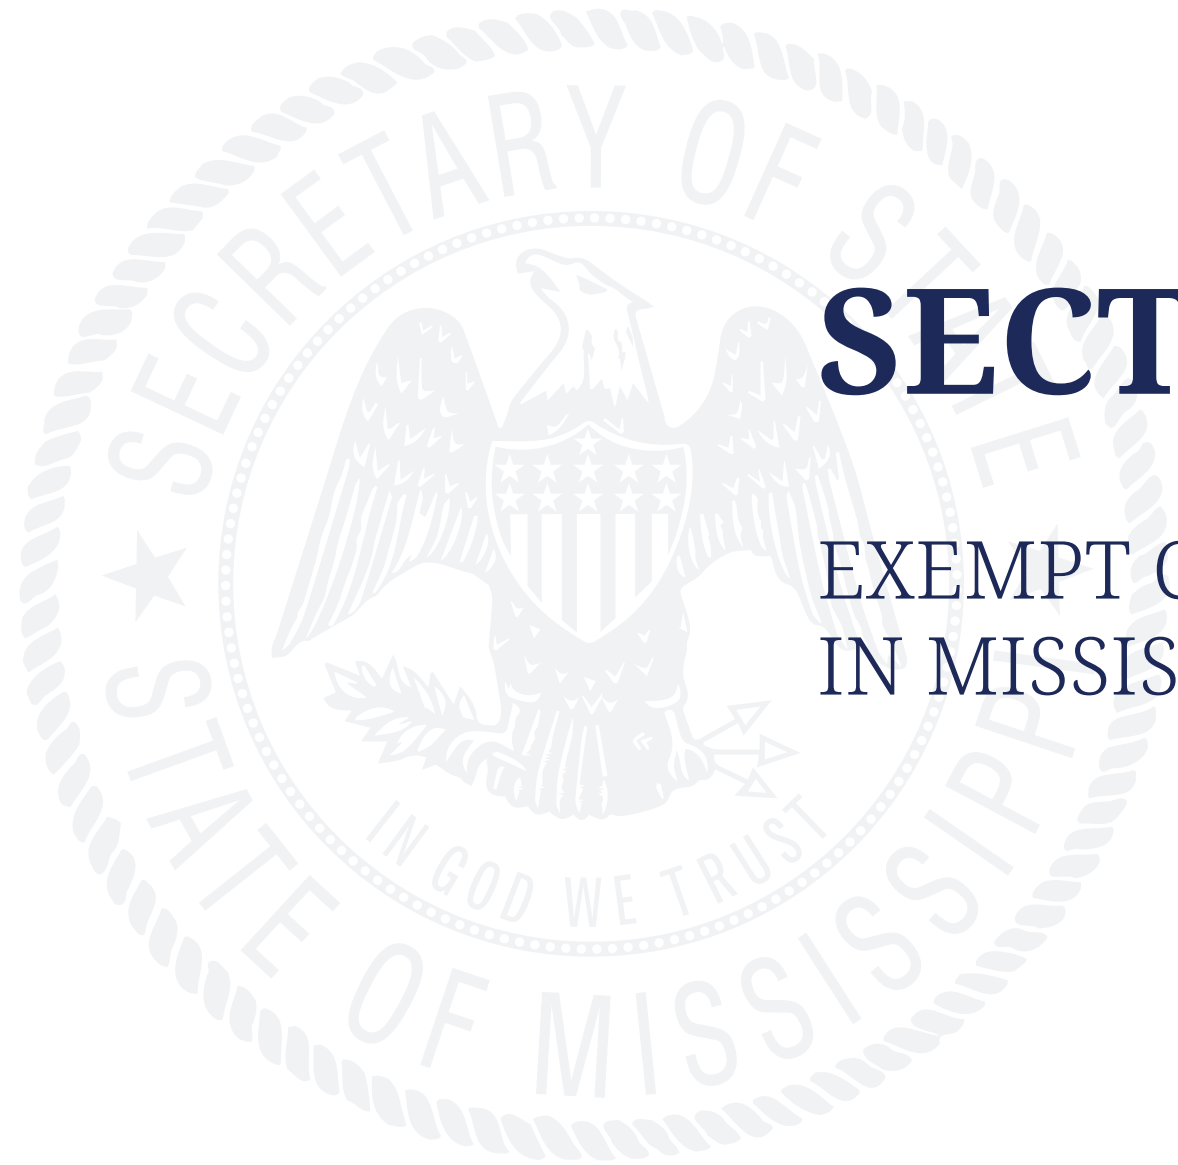 SECRETARY OF STATE
SECT
EXEMPT
IN MISSIS
IN GOD WE TRUST
STATE OF MISSISSIPPI